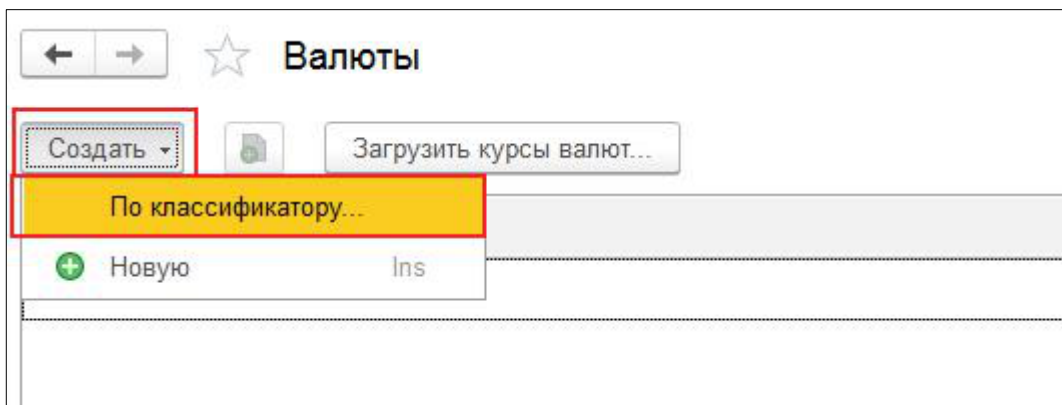 Валюты
Создать
Загрузить курсы валют...
По классификатору...
Новую Ins